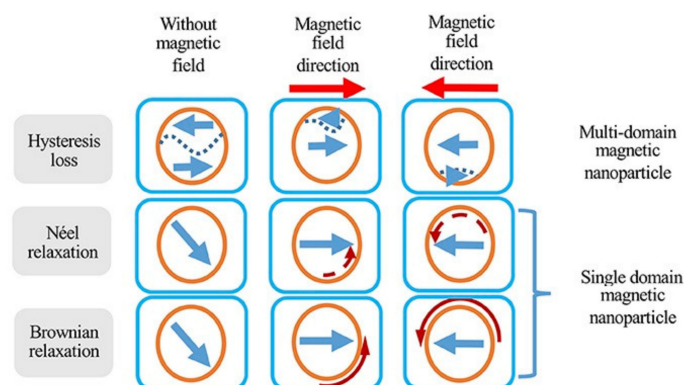 Without
magnetic
field
Magnetic
field
direction
Magnetic
field
direction
Hysteresis
loss
Multi-domain
magnetic
nanoparticle
Néel
relaxation
Single domain
magnetic
nanoparticle
Brownian
relaxation